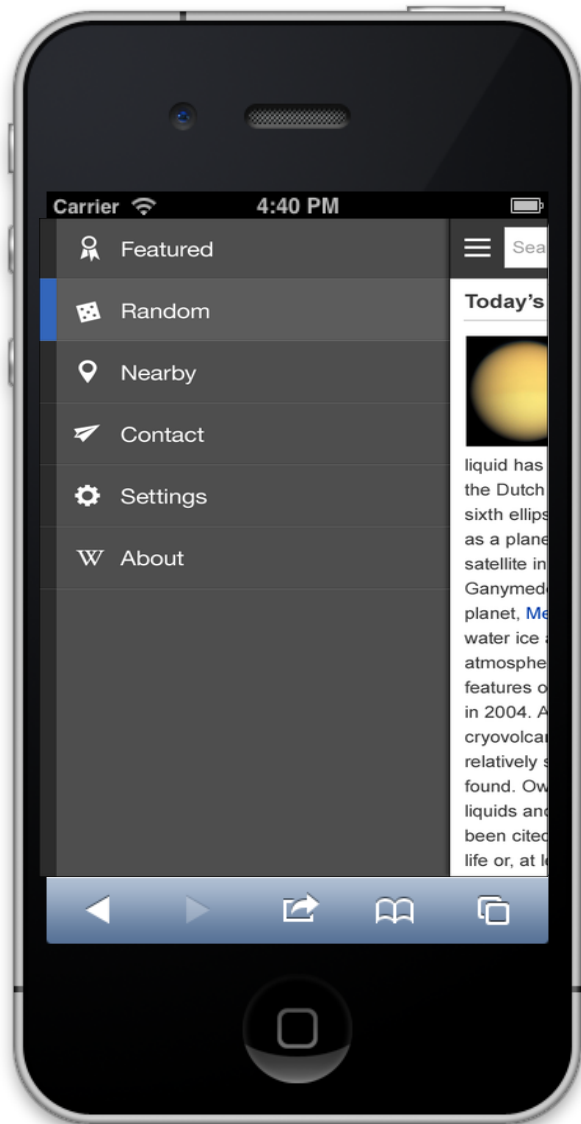 Carrier 4:40 PM
Featured
Random
Nearby
Contact
Settings
W About
Sea
Today’s
liquid has
the Dutch
sixth ellips
as a plane
satellite in
Ganymede
planet, Me
water ice a
atmosphe
features o
in 2004. A
cryovolcan
relatively s
found. Ow
liquids and
been cited
life or, at le